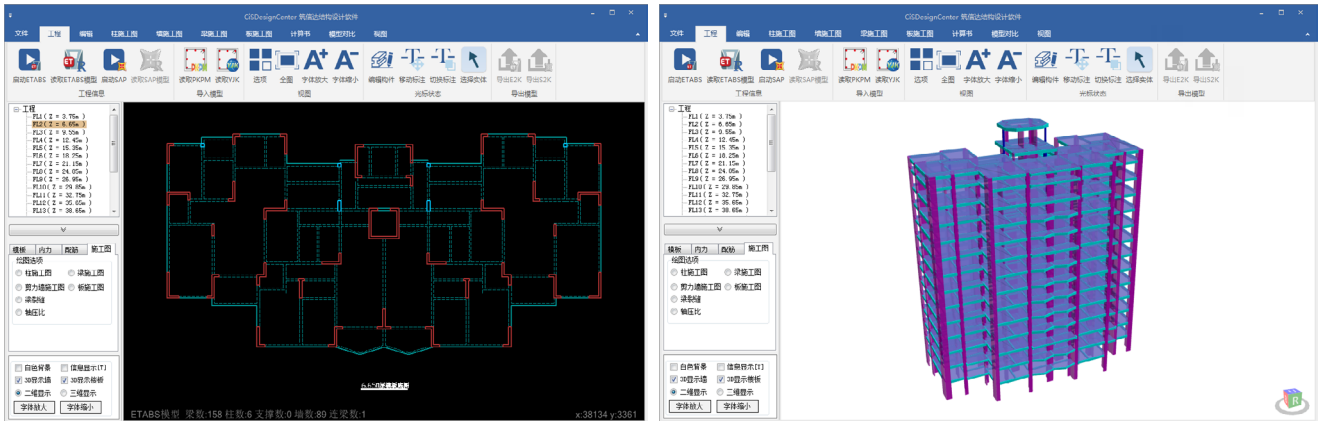 CiSDesignCenter 筑信达结构设计软件
文件 工程 编辑 柱施工图 墙施工图 梁施工图 板施工图 计算书 模型对比 视图
启动ETABS 读取ETABS模型 启动SAP 读取SAP模型 读取PKPM 读取YJK 选项 全图 字体放大 字体缩小 编辑构件 移动标注 切换标注 选择实体 导出E2K 导出S2K
工程信息 导入模型 视图 光标状态 导出模型
工程
FL1( Z = 3.75m )
FL2( Z = 6.65m )
FL3( Z = 9.55m )
FL4( Z = 12.45m )
FL5( Z = 15.35m )
FL6( Z = 18.25m )
FL7( Z = 21.15m )
FL8( Z = 24.05m )
FL9( Z = 26.95m )
FL10( Z = 29.85m )
FL11( Z = 32.75m )
FL12( Z = 35.65m )
FL13( Z = 38.65m )
模板 内力 配筋 施工图
绘图选项
柱施工图 梁施工图
剪力墙施工图 板施工图
梁裂缝
轴压比
白色背景 信息显示[T]
3D显示墙 3D显示楼板
二维显示 三维显示
字体放大 字体缩小
ETABS模型 梁数:158 柱数:6 支撑数:0 墙数:89 连梁数:1
x:38134 y:3361
CiSDesignCenter 筑信达结构设计软件
文件 工程 编辑 柱施工图 墙施工图 梁施工图 板施工图 计算书 模型对比 视图
启动ETABS 读取ETABS模型 启动SAP 读取SAP模型 读取PKPM 读取YJK 选项 全图 字体放大 字体缩小 编辑构件 移动标注 切换标注 选择实体 导出E2K 导出S2K
工程信息 导入模型 视图 光标状态 导出模型
工程
FL1( Z = 3.75m )
FL2( Z = 6.65m )
FL3( Z = 9.55m )
FL4( Z = 12.45m )
FL5( Z = 15.35m )
FL6( Z = 18.25m )
FL7( Z = 21.15m )
FL8( Z = 24.05m )
FL9( Z = 26.95m )
FL10( Z = 29.85m )
FL11( Z = 32.75m )
FL12( Z = 35.65m )
FL13( Z = 38.65m )
模板 内力 配筋 施工图
绘图选项
柱施工图 梁施工图
剪力墙施工图 板施工图
梁裂缝
轴压比
白色背景 信息显示[T]
3D显示墙 3D显示楼板
二维显示 三维显示
字体放大 字体缩小
R